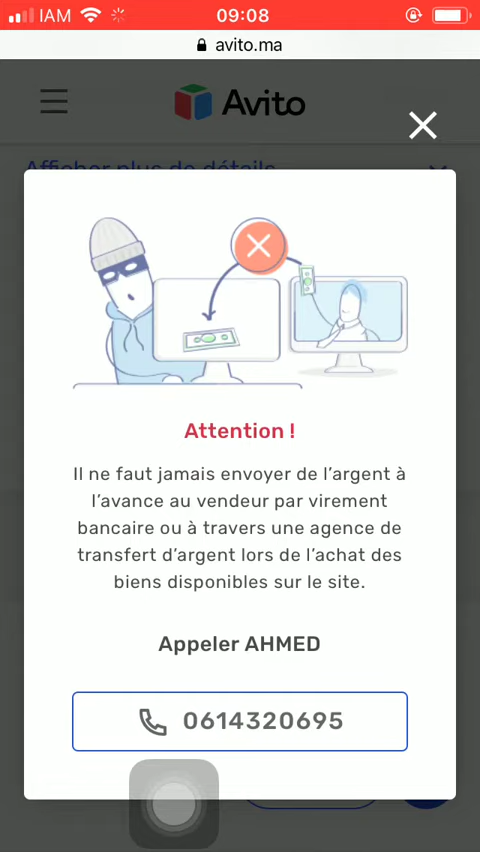 IAM 09:08
avito.ma
Avito
Afficher plus de détails
Attention !
Il ne faut jamais envoyer de l'argent à
l'avance au vendeur par virement
bancaire ou à travers une agence de
transfert d'argent lors de l'achat des
biens disponibles sur le site.
Appeler AHMED
0614320695